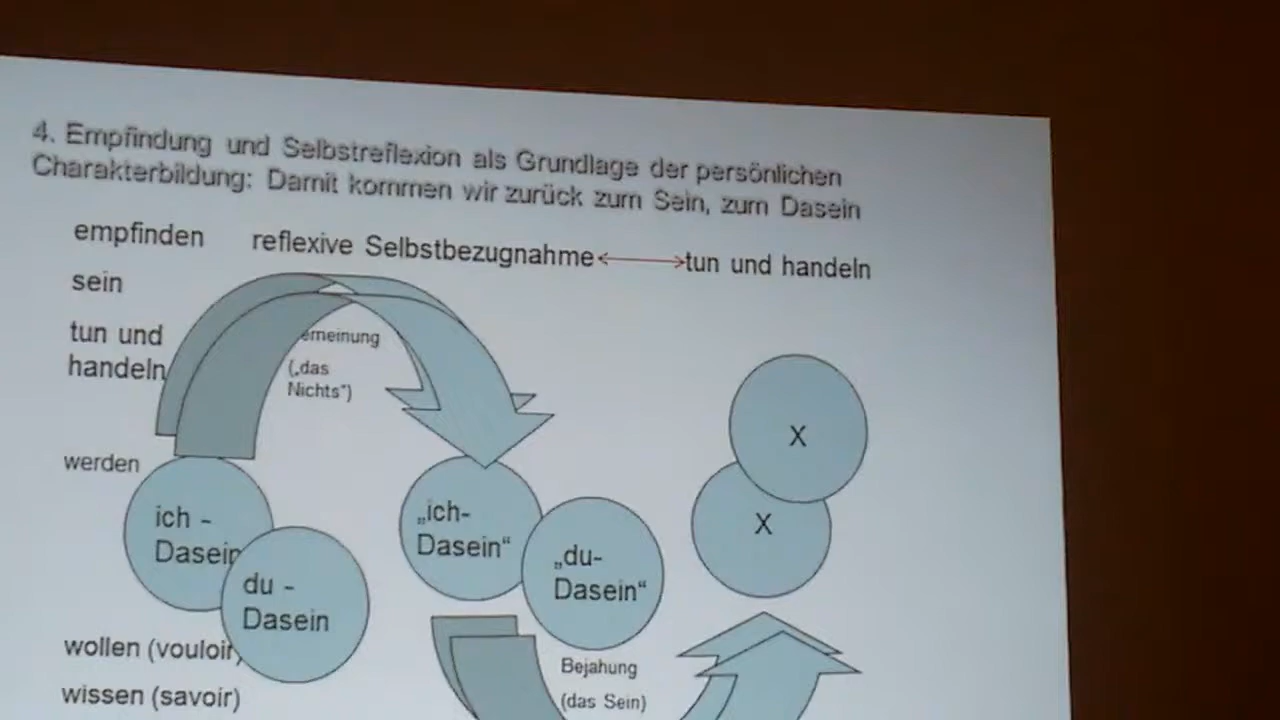 4. Empfindung und Selbstreflexion als Grundlage der persönlichen
Charakterbildung: Damit kommen wir zurück zum Sein, zum Dasein
empfinden reflexive Selbstbezugnahme tun und handeln
sein
tun und
handeln
erneinung
(„das
Nichts“)
werden
ich -
Dasein
du -
Dasein
„ich-
Dasein“
„du-
Dasein“
X
X
wollen (vouloir)
wissen (savoir)
Bejahung
(das Sein)